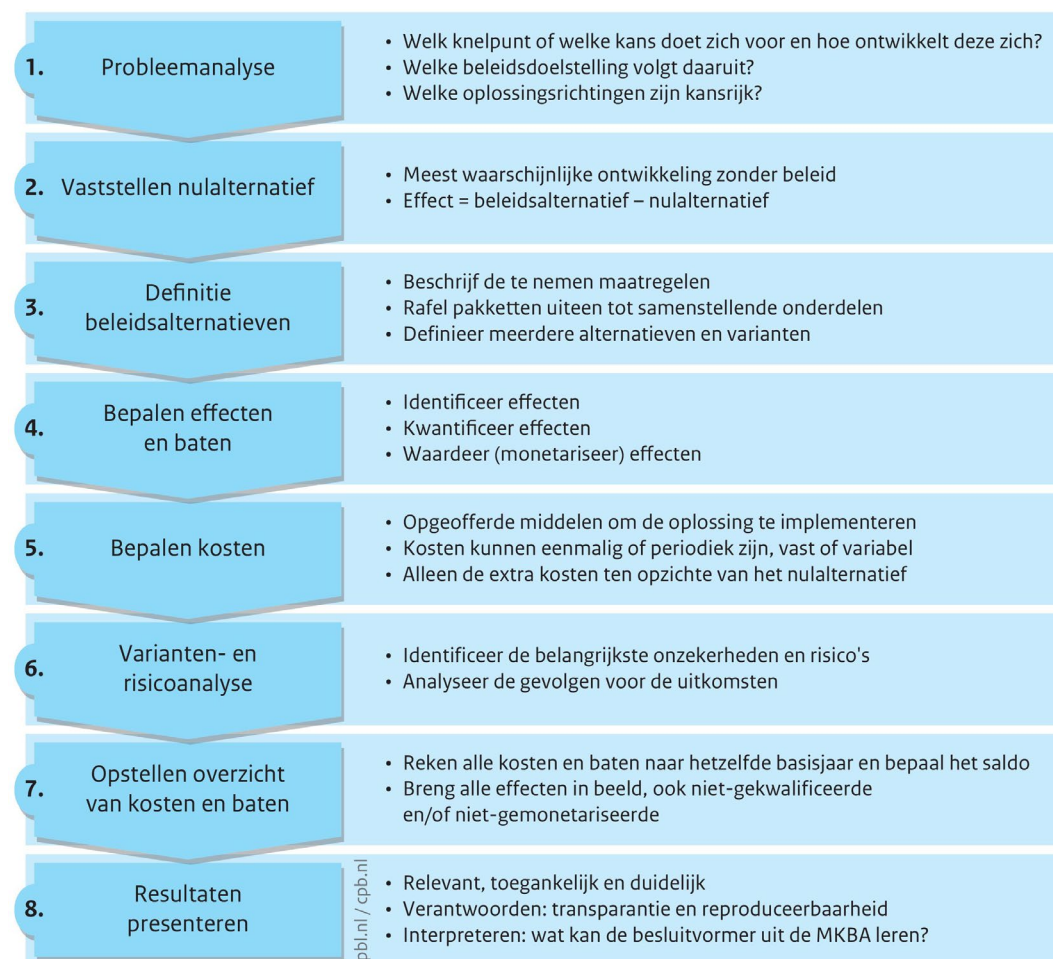 1.
Probleemanalyse
• Welk knelpunt of welke kans doet zich voor en hoe ontwikkelt deze zich?
• Welke beleidsdoelstelling volgt daaruit?
• Welke oplossingsrichtingen zijn kansrijk?
2.
Vaststellen nulalternatief
• Meest waarschijnlijke ontwikkeling zonder beleid
• Effect = beleidsalternatief – nulalternatief
3.
Definitie
beleidsalternatieven
• Beschrijf de te nemen maatregelen
• Rafel pakketten uiteen tot samenstellende onderdelen
• Definieer meerdere alternatieven en varianten
4.
Bepalen effecten
en baten
• Identificeer effecten
• Kwantificeer effecten
• Waardeer (monetariseer) effecten
5.
Bepalen kosten
• Opgeofferde middelen om de oplossing te implementeren
• Kosten kunnen eenmalig of periodiek zijn, vast of variabel
• Alleen de extra kosten ten opzichte van het nulalternatief
6.
Varianten- en
risicoanalyse
• Identificeer de belangrijkste onzekerheden en risico's
• Analyseer de gevolgen voor de uitkomsten
7.
Opstellen overzicht
van kosten en baten
• Reken alle kosten en baten naar hetzelfde basisjaar en bepaal het saldo
• Breng alle effecten in beeld, ook niet-gekwalificeerde
en/of niet-gemonetariseerde
8.
Resultaten
presenteren
• Relevant, toegankelijk en duidelijk
• Verantwoorden: transparantie en reproduceerbaarheid
• Interpreteren: wat kan de besluitvormer uit de MKBA leren?
pbl.nl / cpb.nl